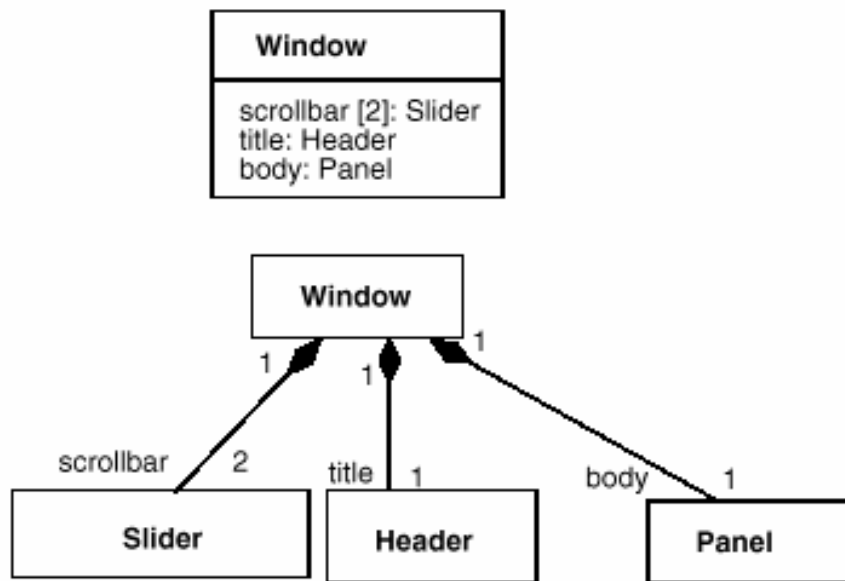 Window
scrollbar [2]: Slider
title: Header
body: Panel
Window
1
1
1
scrollbar
2
title
1
body
1
Slider
Header
Panel